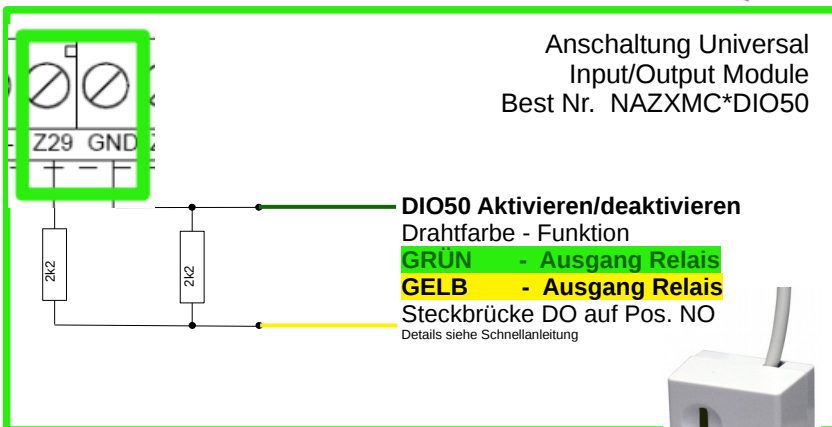 Anschaltung Universal
Input/Output Module
Best Nr. NAZXMC*DIO50
Z29 GND
DIO50 Aktivieren/deaktivieren
Drahtfarbe - Funktion
GRÜN - Ausgang Relais
GELB - Ausgang Relais
Steckbrücke DO auf Pos. NO
Details siehe Schnellanleitung
2k2
2k2